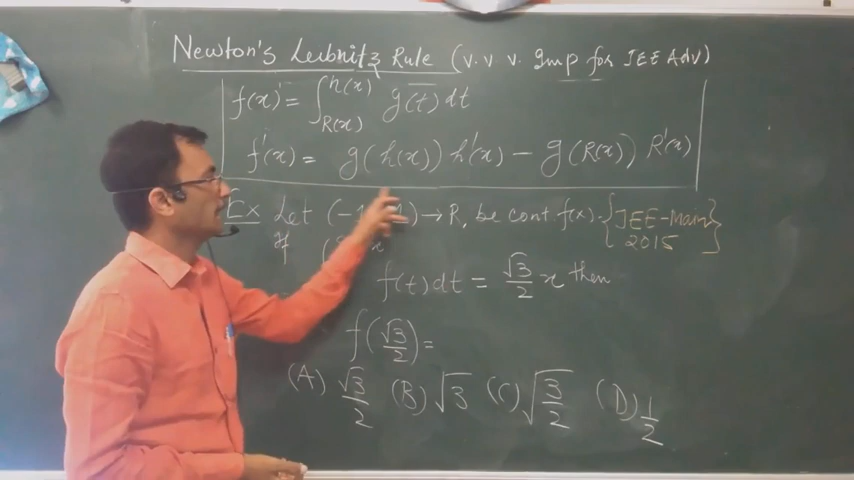 Newton's Leibnitz Rule (v. v. v. Imp for JEE Adv)
f(x) = ∫_{R(x)}^{h(x)} g(t) dt
f'(x) = g(h(x)) h'(x) - g(R(x)) R'(x)
Ex Let (-1, ) → R, be cont. f(x). {JEE-Main 2015}
If x
f(t) dt = √3/2 x then
f(√3/2) =
(A) √3/2 (B) √3 (C) √(3/2) (D) 1/2